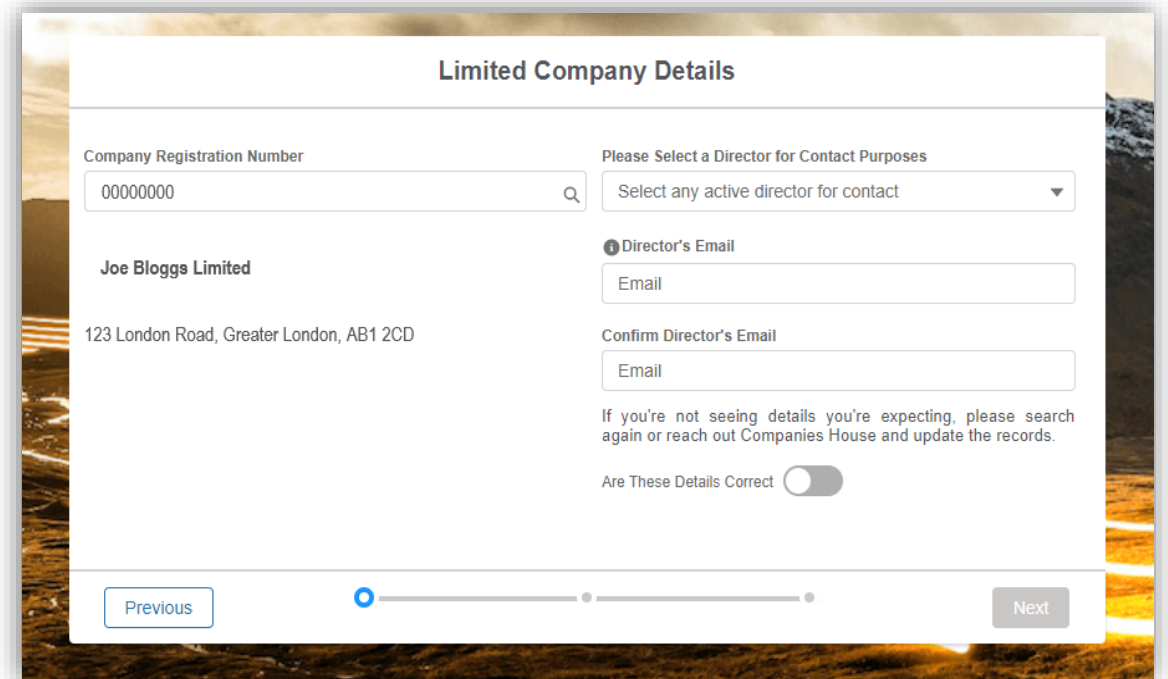 Limited Company Details
Company Registration Number
00000000
Joe Bloggs Limited
123 London Road, Greater London, AB1 2CD
Please Select a Director for Contact Purposes
Select any active director for contact
Director's Email
Email
Confirm Director's Email
Email
If you're not seeing details you're expecting, please search
again or reach out Companies House and update the records.
Are These Details Correct
Previous
Next